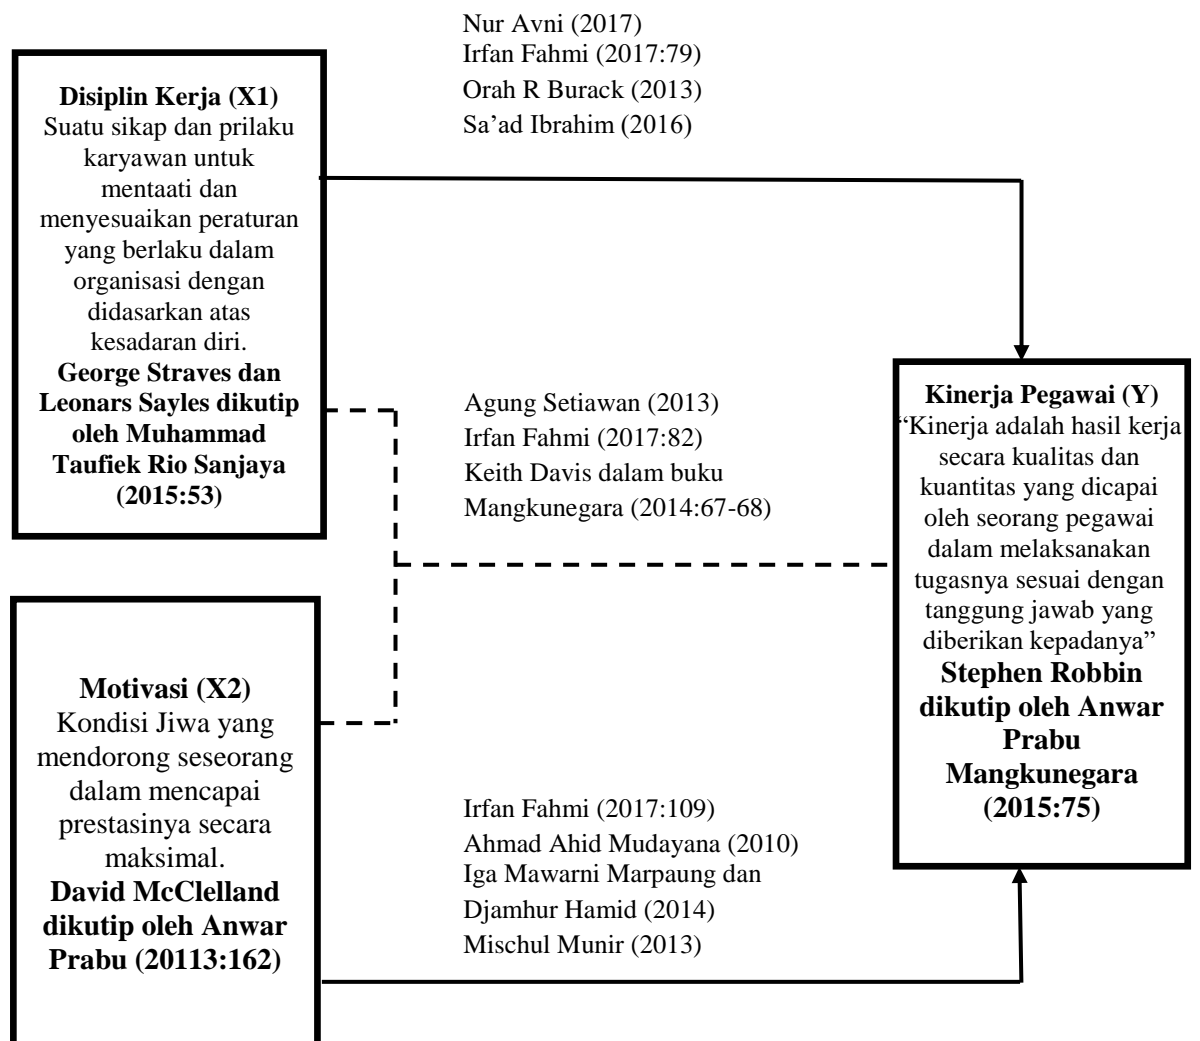 Nur Avni (2017)
Irfan Fahmi (2017:79)
Orah R Burack (2013)
Sa’ad Ibrahim (2016)
Disiplin Kerja (X1)
Suatu sikap dan prilaku
karyawan untuk
mentaati dan
menyesuaikan peraturan
yang berlaku dalam
organisasi dengan
didasarkan atas
kesadaran diri.
George Straves dan
Leonars Sayles dikutip
oleh Muhammad
Taufiek Rio Sanjaya
(2015:53)
Agung Setiawan (2013)
Irfan Fahmi (2017:82)
Keith Davis dalam buku
Mangkunegara (2014:67-68)
Kinerja Pegawai (Y)
“Kinerja adalah hasil kerja
secara kualitas dan
kuantitas yang dicapai
oleh seorang pegawai
dalam melaksanakan
tugasnya sesuai dengan
tanggung jawab yang
diberikan kepadanya”
Stephen Robbin
dikutip oleh Anwar
Prabu
Mangkunegara
(2015:75)
Motivasi (X2)
Kondisi Jiwa yang
mendorong seseorang
dalam mencapai
prestasinya secara
maksimal.
David McClelland
dikutip oleh Anwar
Prabu (20113:162)
Irfan Fahmi (2017:109)
Ahmad Ahid Mudayana (2010)
Iga Mawarni Marpaung dan
Djamhur Hamid (2014)
Mischul Munir (2013)